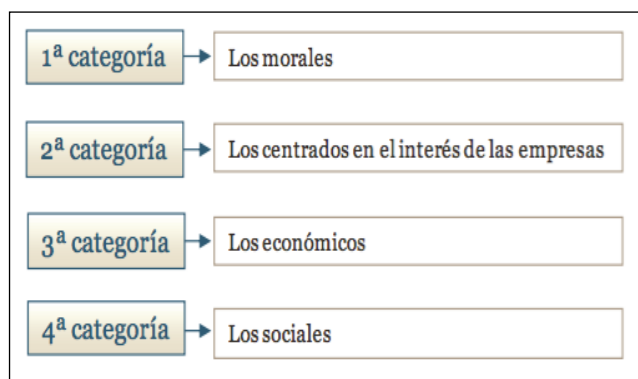 1ª categoría
Los morales
2ª categoría
Los centrados en el interés de las empresas
3ª categoría
Los económicos
4ª categoría
Los sociales